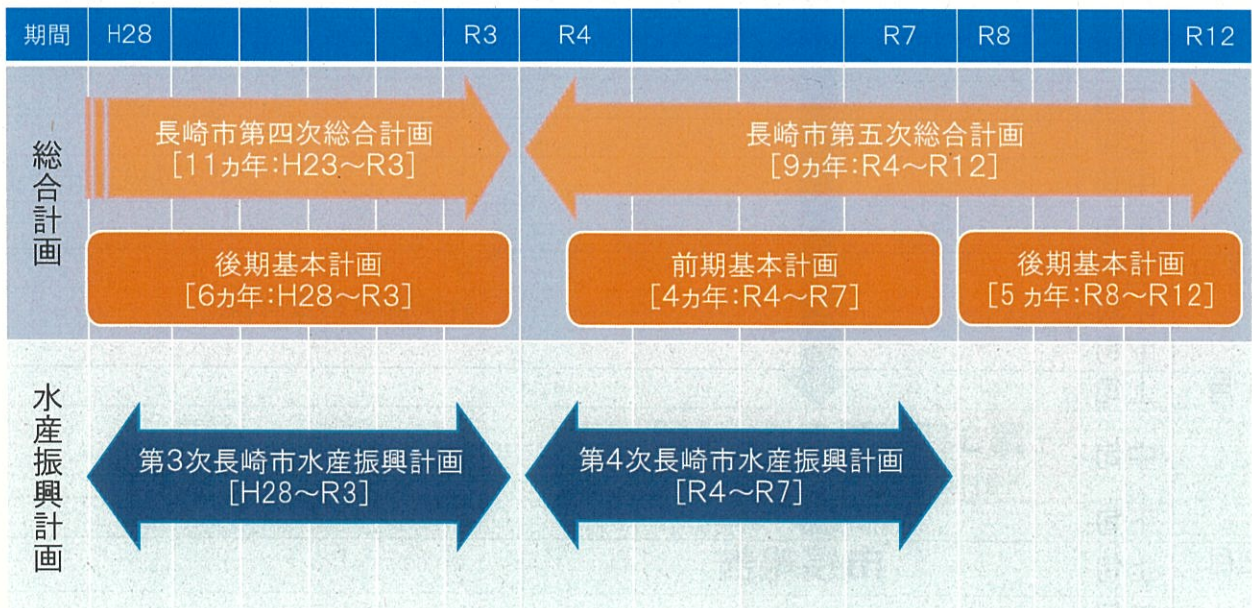 期間 H28 R3 R4 R7 R8 R12
総合計画
長崎市第四次総合計画
[11ヵ年:H23～R3]
長崎市第五次総合計画
[9ヵ年:R4～R12]
後期基本計画
[6ヵ年:H28～R3]
前期基本計画
[4ヵ年:R4～R7]
後期基本計画
[5ヵ年:R8～R12]
水産振興計画
第3次長崎市水産振興計画
[H28～R3]
第4次長崎市水産振興計画
[R4～R7]